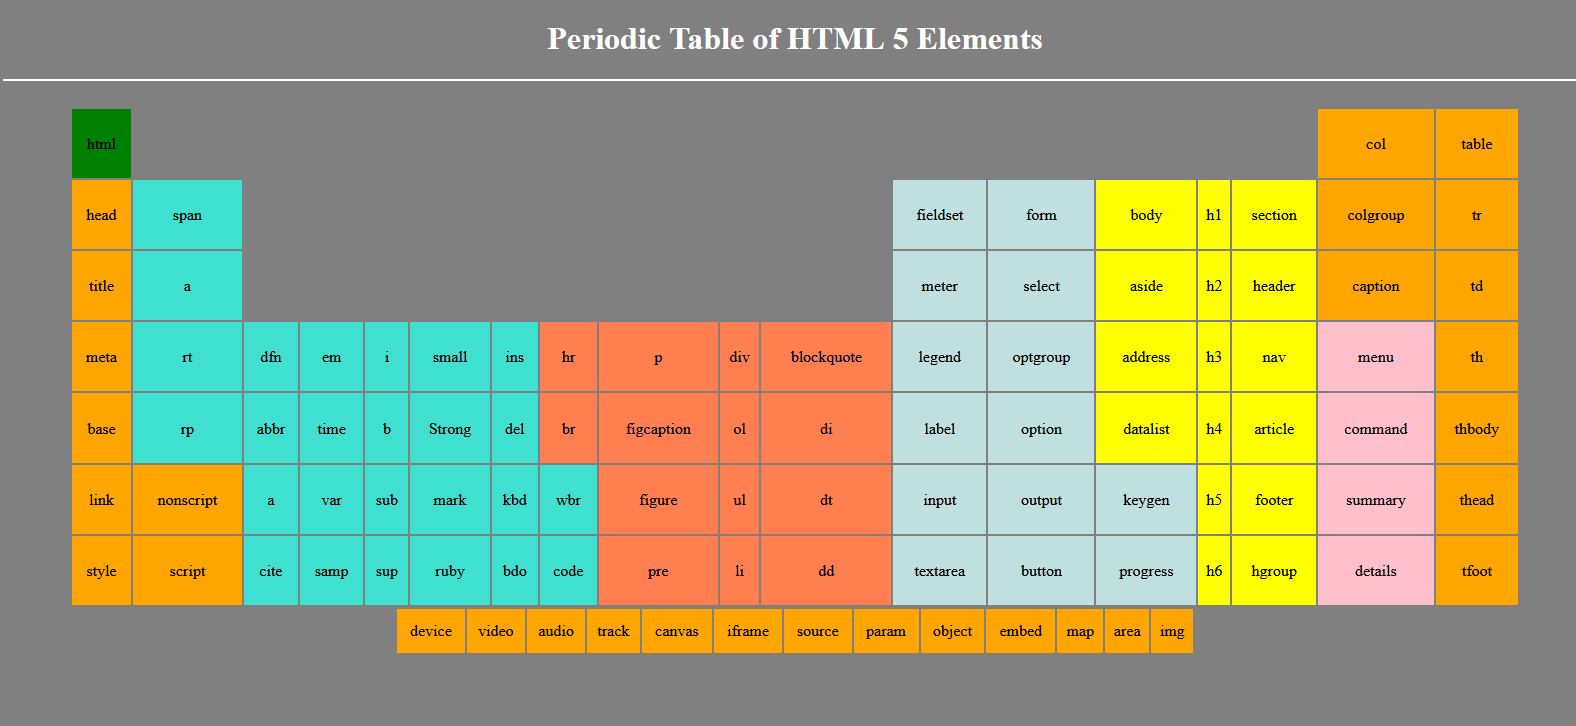 Periodic Table of HTML 5 Elements
html col table
head span fieldset form body h1 section colgroup tr
title a meter select aside h2 header caption td
meta rt dfn em i small ins hr p div blockquote legend optgroup address h3 nav menu th
base rp abbr time b Strong del br figcaption ol di label option datalist h4 article command thbody
link nonscript a var sub mark kbd wbr figure ul dt input output keygen h5 footer summary thead
style script cite samp sup ruby bdo code pre li dd textarea button progress h6 hgroup details tfoot
device video audio track canvas iframe source param object embed map area img